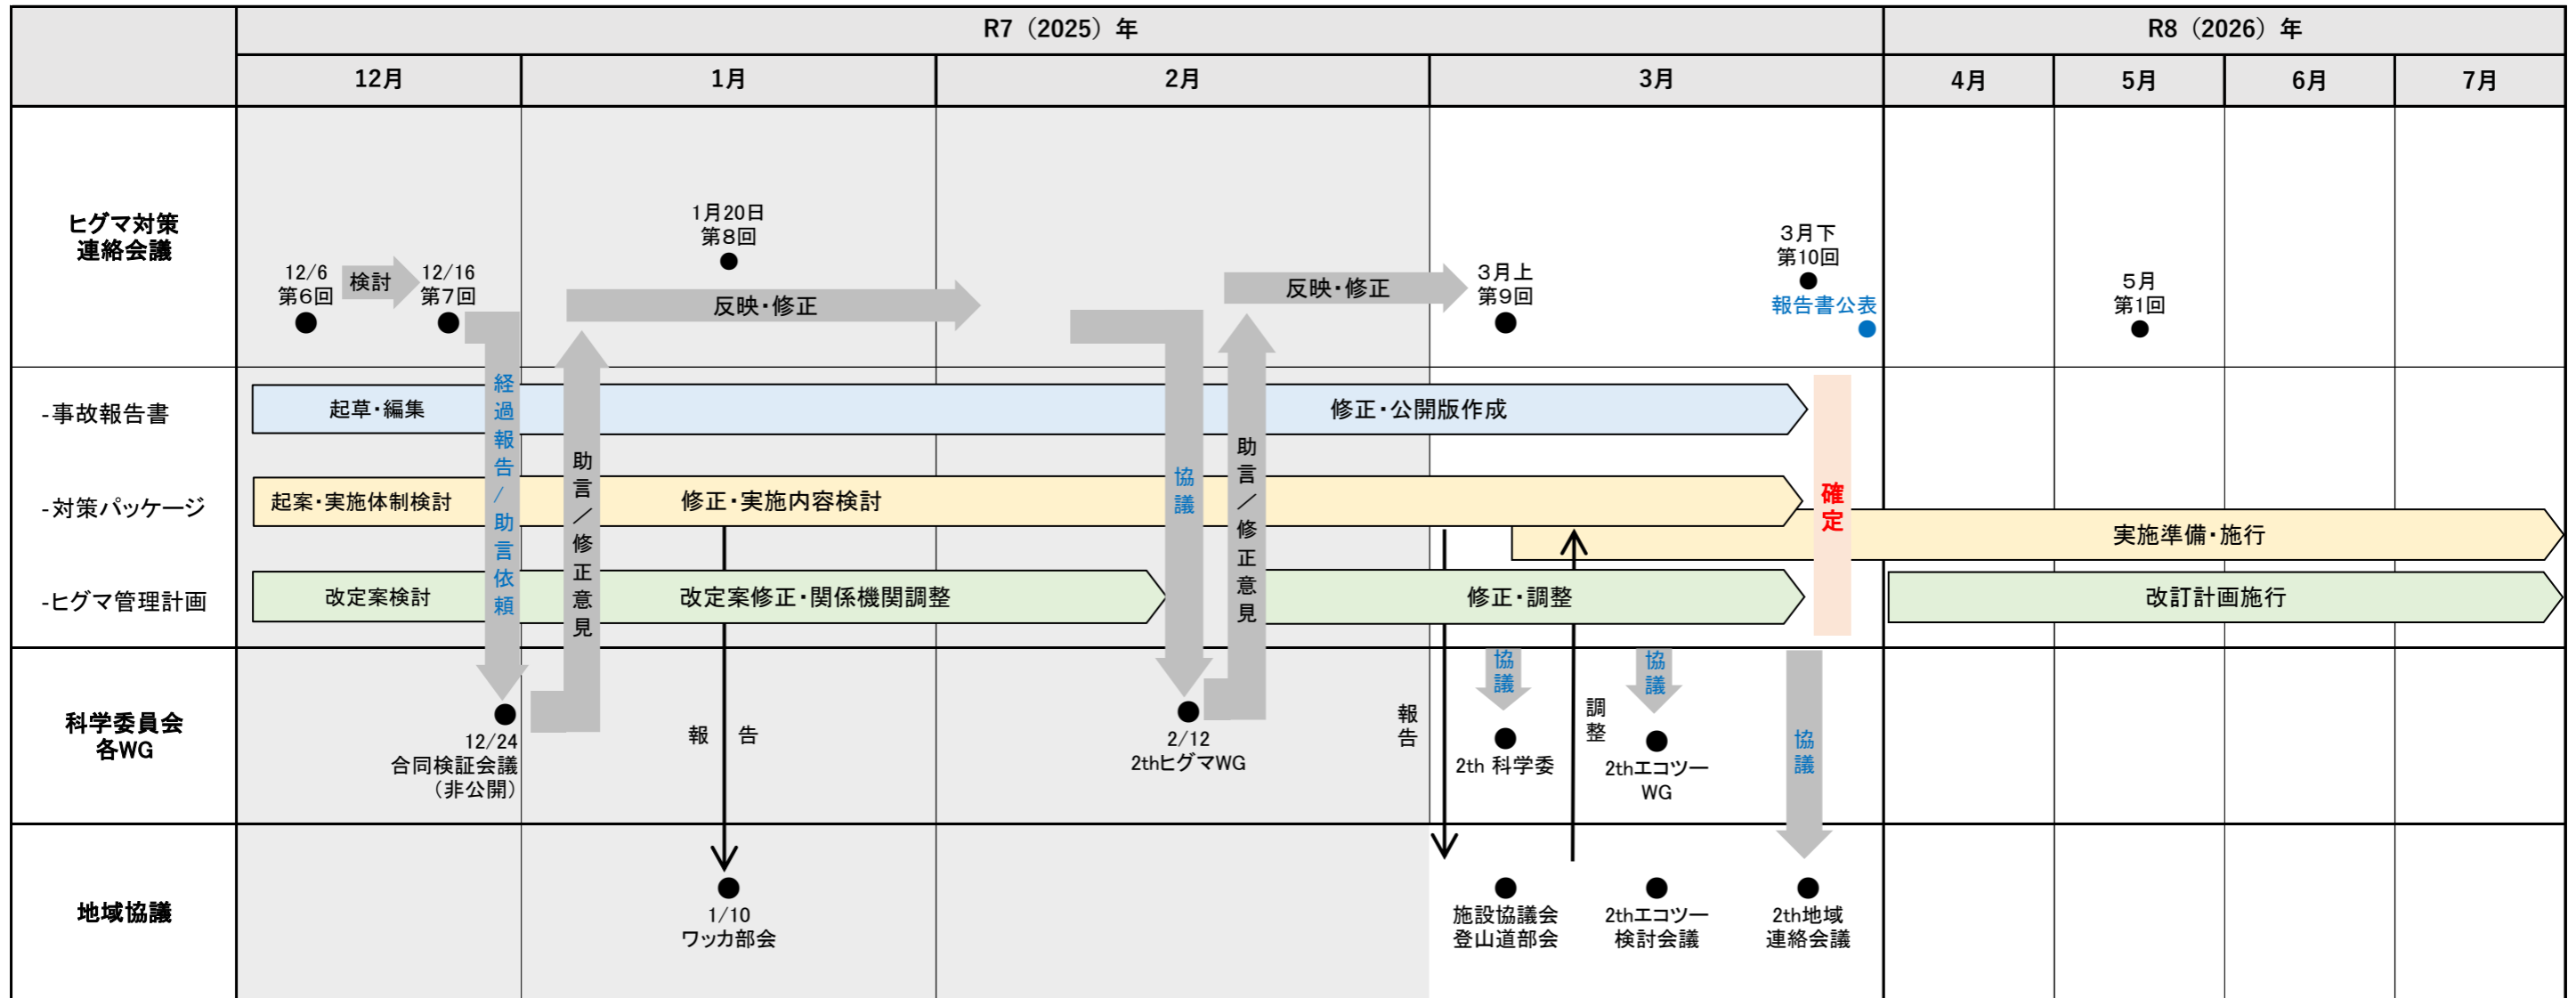 R7（2025）年
R8（2026）年
12月
1月
2月
3月
4月
5月
6月
7月
ヒグマ対策
連絡会議
12/6
第6回
検討
12/16
第7回
1月20日
第8回
反映・修正
反映・修正
3月上
第9回
3月下
第10回
報告書公表
5月
第1回
-事故報告書
起草・編集
修正・公開版作成
-対策パッケージ
起案・実施体制検討
修正・実施内容検討
実施準備・施行
-ヒグマ管理計画
改定案検討
改定案修正・関係機関調整
修正・調整
改訂計画施行
経過報告/助言依頼
助言／修正意見
協議
助言／修正意見
確定
科学委員会
各WG
12/24
合同検証会議
（非公開）
報告
2/12
2thヒグマWG
報告
協議
2th 科学委
調整
協議
2thエコツー
WG
協議
地域協議
1/10
ワッカ部会
施設協議会
登山道部会
2thエコツー
検討会議
2th地域
連絡会議